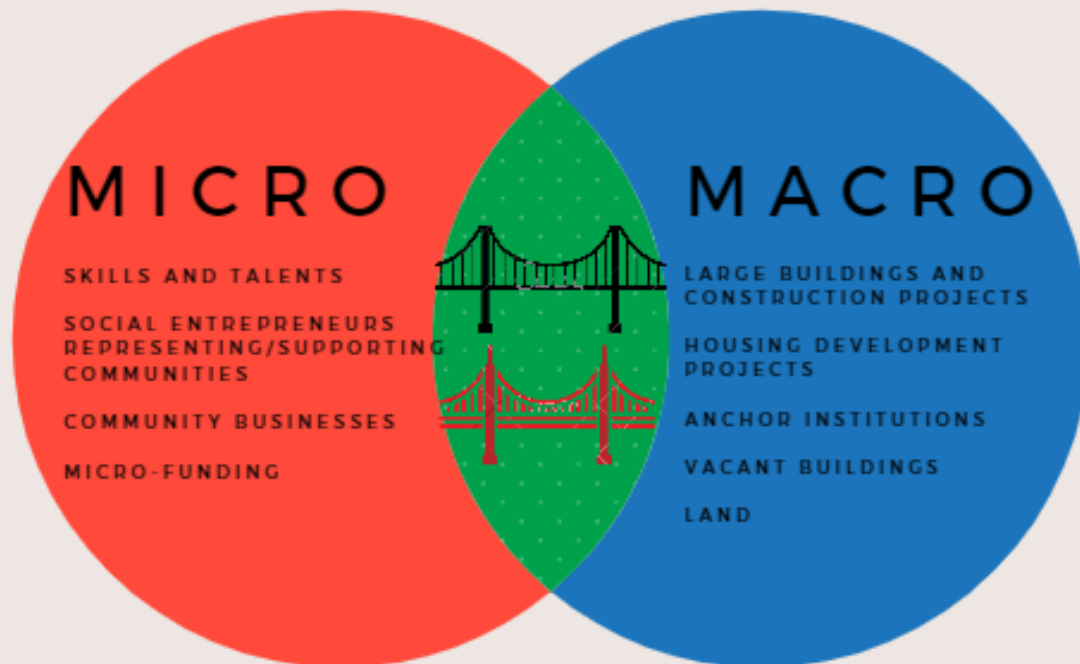 MICRO
SKILLS AND TALENTS
SOCIAL ENTREPRENEURS
REPRESENTING/SUPPORTING
COMMUNITIES
COMMUNITY BUSINESSES
MICRO-FUNDING
MACRO
LARGE BUILDINGS AND
CONSTRUCTION PROJECTS
HOUSING DEVELOPMENT
PROJECTS
ANCHOR INSTITUTIONS
VACANT BUILDINGS
LAND